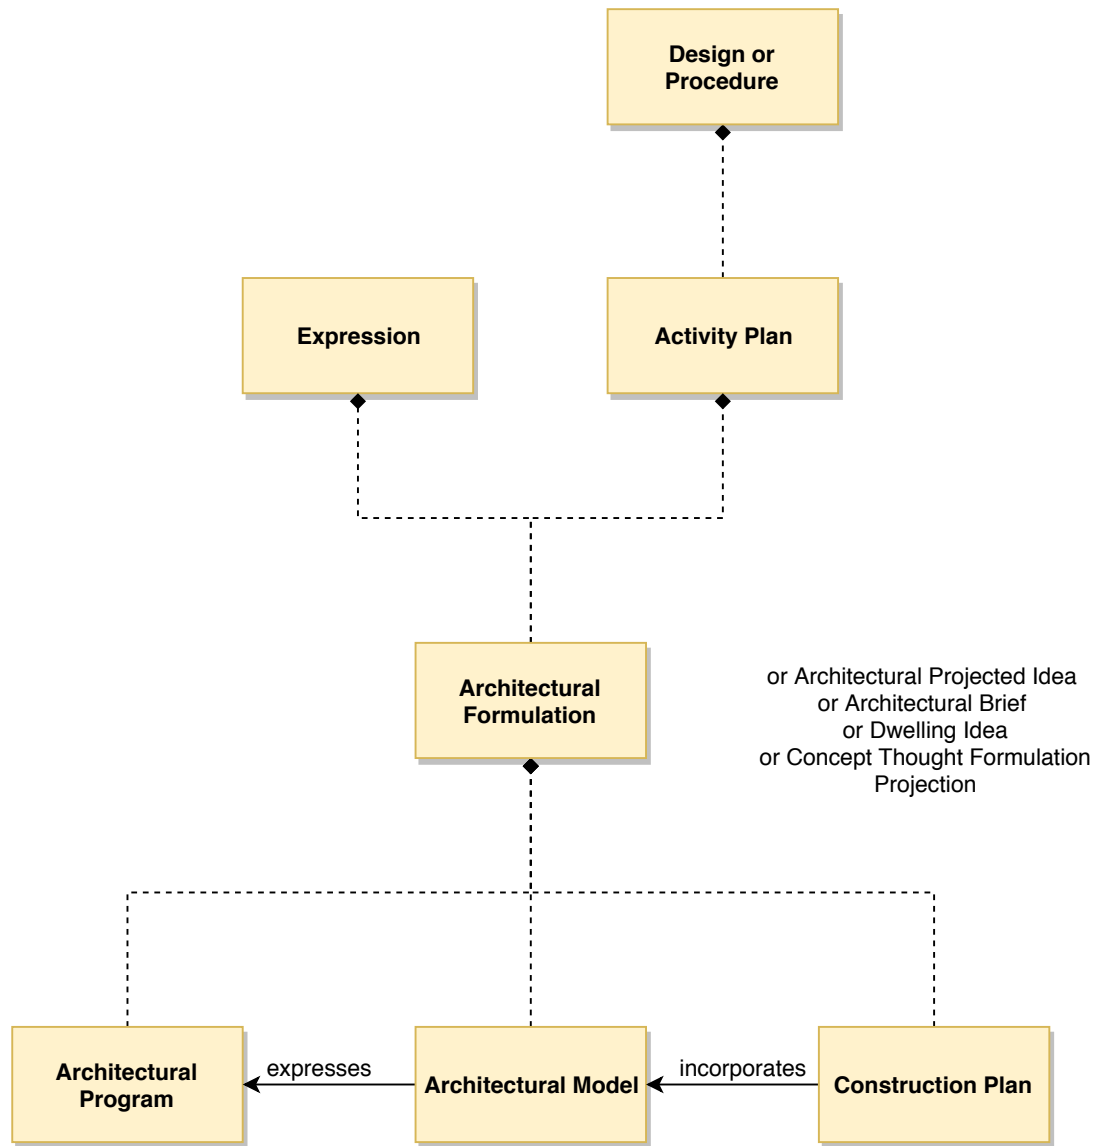 Design or
Procedure
Expression
Activity Plan
Architectural
Formulation
or Architectural Projected Idea
or Architectural Brief
or Dwelling Idea
or Concept Thought Formulation
Projection
Architectural
Program
expresses
Architectural Model
incorporates
Construction Plan